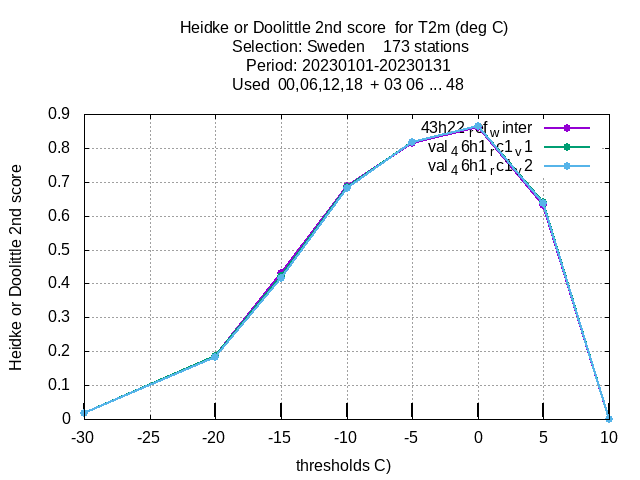 Heidke or Doolittle 2nd score  for T2m (deg C)
Selection: Sweden    173 stations
Period: 20230101-20230131
Used  00,06,12,18  + 03 06 ... 48
43h22refwinter
val46h1rc1v1
val46h1rc1v2
Heidke or Doolittle 2nd score
0.9
0.8
0.7
0.6
0.5
0.4
0.3
0.2
0.1
0
-30 -25 -20 -15 -10 -5 0 5 10
thresholds C)